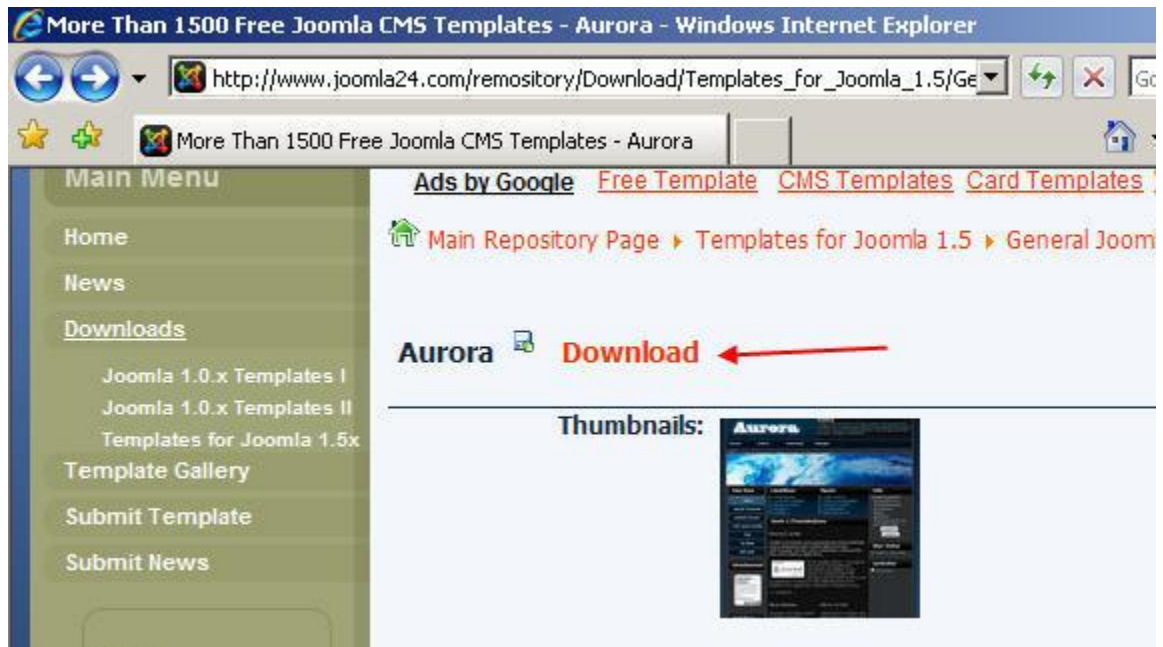 More Than 1500 Free Joomla CMS Templates - Aurora - Windows Internet Explorer
http://www.joomla24.com/remository/Download/Templates_for_Joomla_1.5/Ge
More Than 1500 Free Joomla CMS Templates - Aurora
Main Menu
Home
News
Downloads
Joomla 1.0.x Templates I
Joomla 1.0.x Templates II
Templates for Joomla 1.5x
Template Gallery
Submit Template
Submit News
Ads by Google Free Template CMS Templates Card Templates
Main Repository Page Templates for Joomla 1.5 General Jooml
Aurora Download
Thumbnails:
Aurora